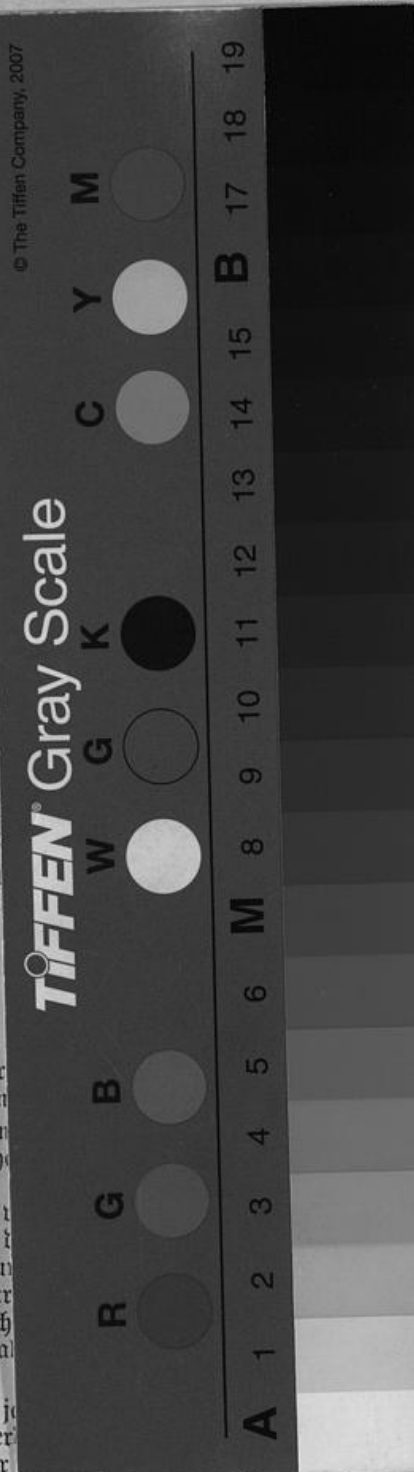 © The Tiffen Company, 2007
TIFFEN® Gray Scale
R G B W G K C Y M
A 1 2 3 4 5 6 M 8 9 10 11 12 13 14 15 B 17 18 19